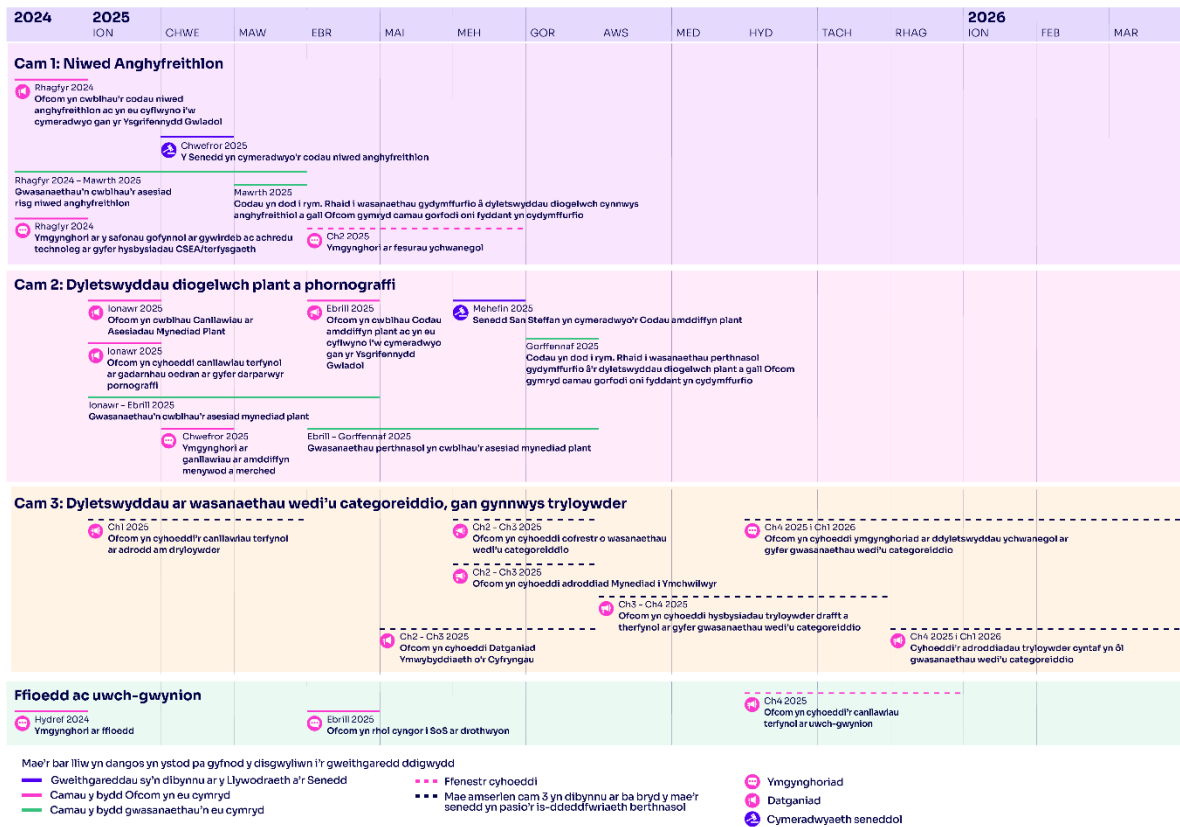 2024
2025
2026
ION
CHWE
MAW
EBR
MAI
MEH
GOR
AWS
MED
HYD
TACH
RHAG
ION
FEB
MAR
Cam 1: Niwed Anghyfreithlon
Rhagfyr 2024
Ofcom yn cwblhau'r codau niwed
anghyfreithlon ac yn eu cyflwyno i'w
cymeradwyo gan yr Ysgrifennydd Gwladol
Chwefror 2025
Y Senedd yn cymeradwyo'r codau niwed anghyfreithlon
Rhagfyr 2024 – Mawrth 2025
Gwasanaethau'n cwblhau'r asesiad
risg niwed anghyfreithlon
Mawrth 2025
Codau yn dod i rym. Rhaid i wasanaethau gydymffurfio â dyletswyddau diogelwch cynnwys
anghyfreithiol a gall Ofcom gymryd camau gorfodi oni fyddant yn cydymffurfio
Rhagfyr 2024
Ymgynghori ar y safonau gofynnol ar gywirdeb ac achredu
technoleg ar gyfer hysbysiadau CSEA/terfysgaeth
Ch2 2025
Ymgynghori ar fesurau ychwanegol
Cam 2: Dyletswyddau diogelwch plant a phornograffi
Ionawr 2025
Ofcom yn cwblhau Canllawiau ar
Asesiadau Mynediad Plant
Ebrill 2025
Ofcom yn cwblhau Codau
amddiffyn plant ac yn eu
cyflwyno i'w cymeradwyo
gan yr Ysgrifennydd
Gwladol
Mehefin 2025
Senedd San Steffan yn cymeradwyo'r Codau amddiffyn plant
Ionawr 2025
Ofcom yn cyhoeddi canllawiau terfynol
ar gadarnhau oedran ar gyfer darparwyr
pornograffi
Gorffennaf 2025
Codau yn dod i rym. Rhaid i wasanaethau perthnasol
gydymffurfio â'r dyletswyddau diogelwch plant a gall Ofcom
gymryd camau gorfodi oni fyddant yn cydymffurfio
Ionawr – Ebrill 2025
Gwasanaethau'n cwblhau'r asesiad mynediad plant
Chwefror 2025
Ymgynghori ar
ganllawiau ar amddiffyn
menywod a merched
Ebrill – Gorffennaf 2025
Gwasanaethau perthnasol yn cwblhau'r asesiad mynediad plant
Cam 3: Dyletswyddau ar wasanaethau wedi'u categoreiddio, gan gynnwys tryloywder
Ch1 2025
Ofcom yn cyhoeddi'r canllawiau terfynol
ar adrodd am dryloywder
Ch2 – Ch3 2025
Ofcom yn cyhoeddi cofrestr o wasanaethau
wedi'u categoreiddio
Ch4 2025 i Ch1 2026
Ofcom yn cyhoeddi ymgynghoriad ar ddyletswyddau ychwanegol ar
gyfer gwasanaethau wedi'u categoreiddio
Ch2 – Ch3 2025
Ofcom yn cyhoeddi adroddiad Mynediad i Ymchwilwyr
Ch3 – Ch4 2025
Ofcom yn cyhoeddi hysbysiadau tryloywder drafft a
therfynol ar gyfer gwasanaethau wedi'u categoreiddio
Ch2 – Ch3 2025
Ofcom yn cyhoeddi Datganiad
Ymwybyddiaeth o'r Cyfryngau
Ch4 2025 i Ch1 2026
Cyhoeddi'r adroddiadau tryloywder cyntaf yn ôl
gwasanaethau wedi'u categoreiddio
Ffioedd ac uwch-gwynion
Hydref 2024
Ymgynghori ar ffioedd
Ebrill 2025
Ofcom yn rhoi cyngor i SoS ar drothwyon
Ch4 2025
Ofcom yn cyhoeddi'r canllawiau
terfynol ar uwch-gwynion
Mae'r bar lliw yn dangos yn ystod pa gyfnod y disgwyliwn i'r gweithgaredd ddigwydd
Gweithgareddau sy'n dibynnu ar y Llywodraeth a'r Senedd
Camau y bydd Ofcom yn eu cymryd
Camau y bydd gwasanaethau'n eu cymryd
Ffenestr cyhoeddi
Mae amserlen cam 3 yn dibynnu ar ba bryd y mae'r
senedd yn pasio'r is-ddeddfwriaeth berthnasol
Ymgynghoriad
Datganiad
Cymeradwyaeth seneddol